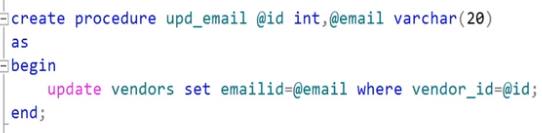 create procedure upd_email @id int,@email varchar(20)
as
begin
update vendors set emailid=@email where vendor_id=@id;
end;